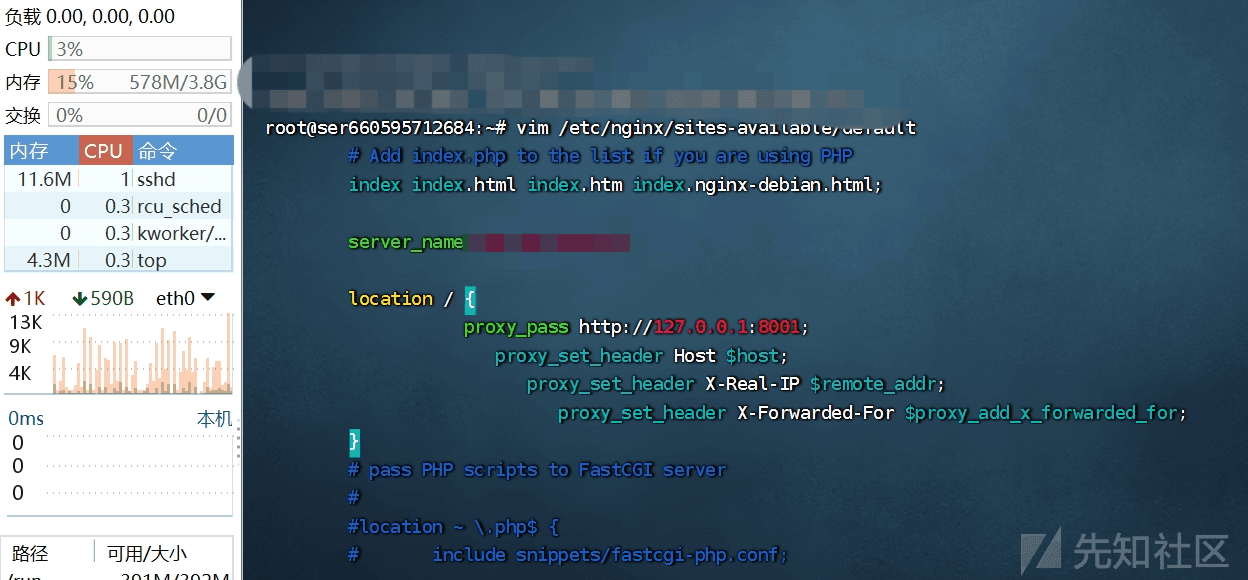 负载 0.00, 0.00, 0.00
CPU 3%
内存 15% 578M/3.8G
交换 0% 0/0
内存 CPU 命令
11.6M 1 sshd
0 0.3 rcu_sched
0 0.3 kworker/...
4.3M 0.3 top
1K 590B eth0
13K
9K
4K
0ms 本机
0
0
0
路径 可用/大小
/run 391M/392M
root@ser660595712684:~# vim /etc/nginx/sites-available/default
# Add index.php to the list if you are using PHP
index index.html index.htm index.nginx-debian.html;
server_name
location / {
proxy_pass http://127.0.0.1:8001;
proxy_set_header Host $host;
proxy_set_header X-Real-IP $remote_addr;
proxy_set_header X-Forwarded-For $proxy_add_x_forwarded_for;
}
# pass PHP scripts to FastCGI server
#
#location ~ \.php$ {
# include snippets/fastcgi-php.conf;
先知社区